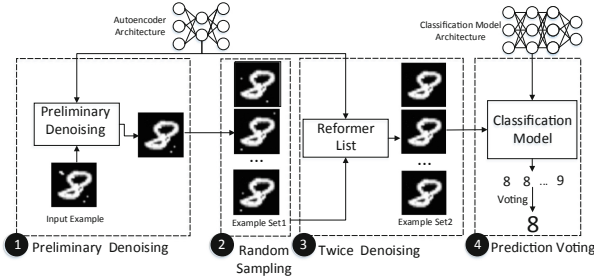 Autoencoder
Architecture
Classification Model
Architecture
Preliminary
Denoising
Input Example
...
...
Example Set1
Reformer
List
...
Example Set2
Classification
Model
8 8 ... 9
Voting
8
1 Preliminary Denoising
2 Random
Sampling
3 Twice Denoising
4 Prediction Voting